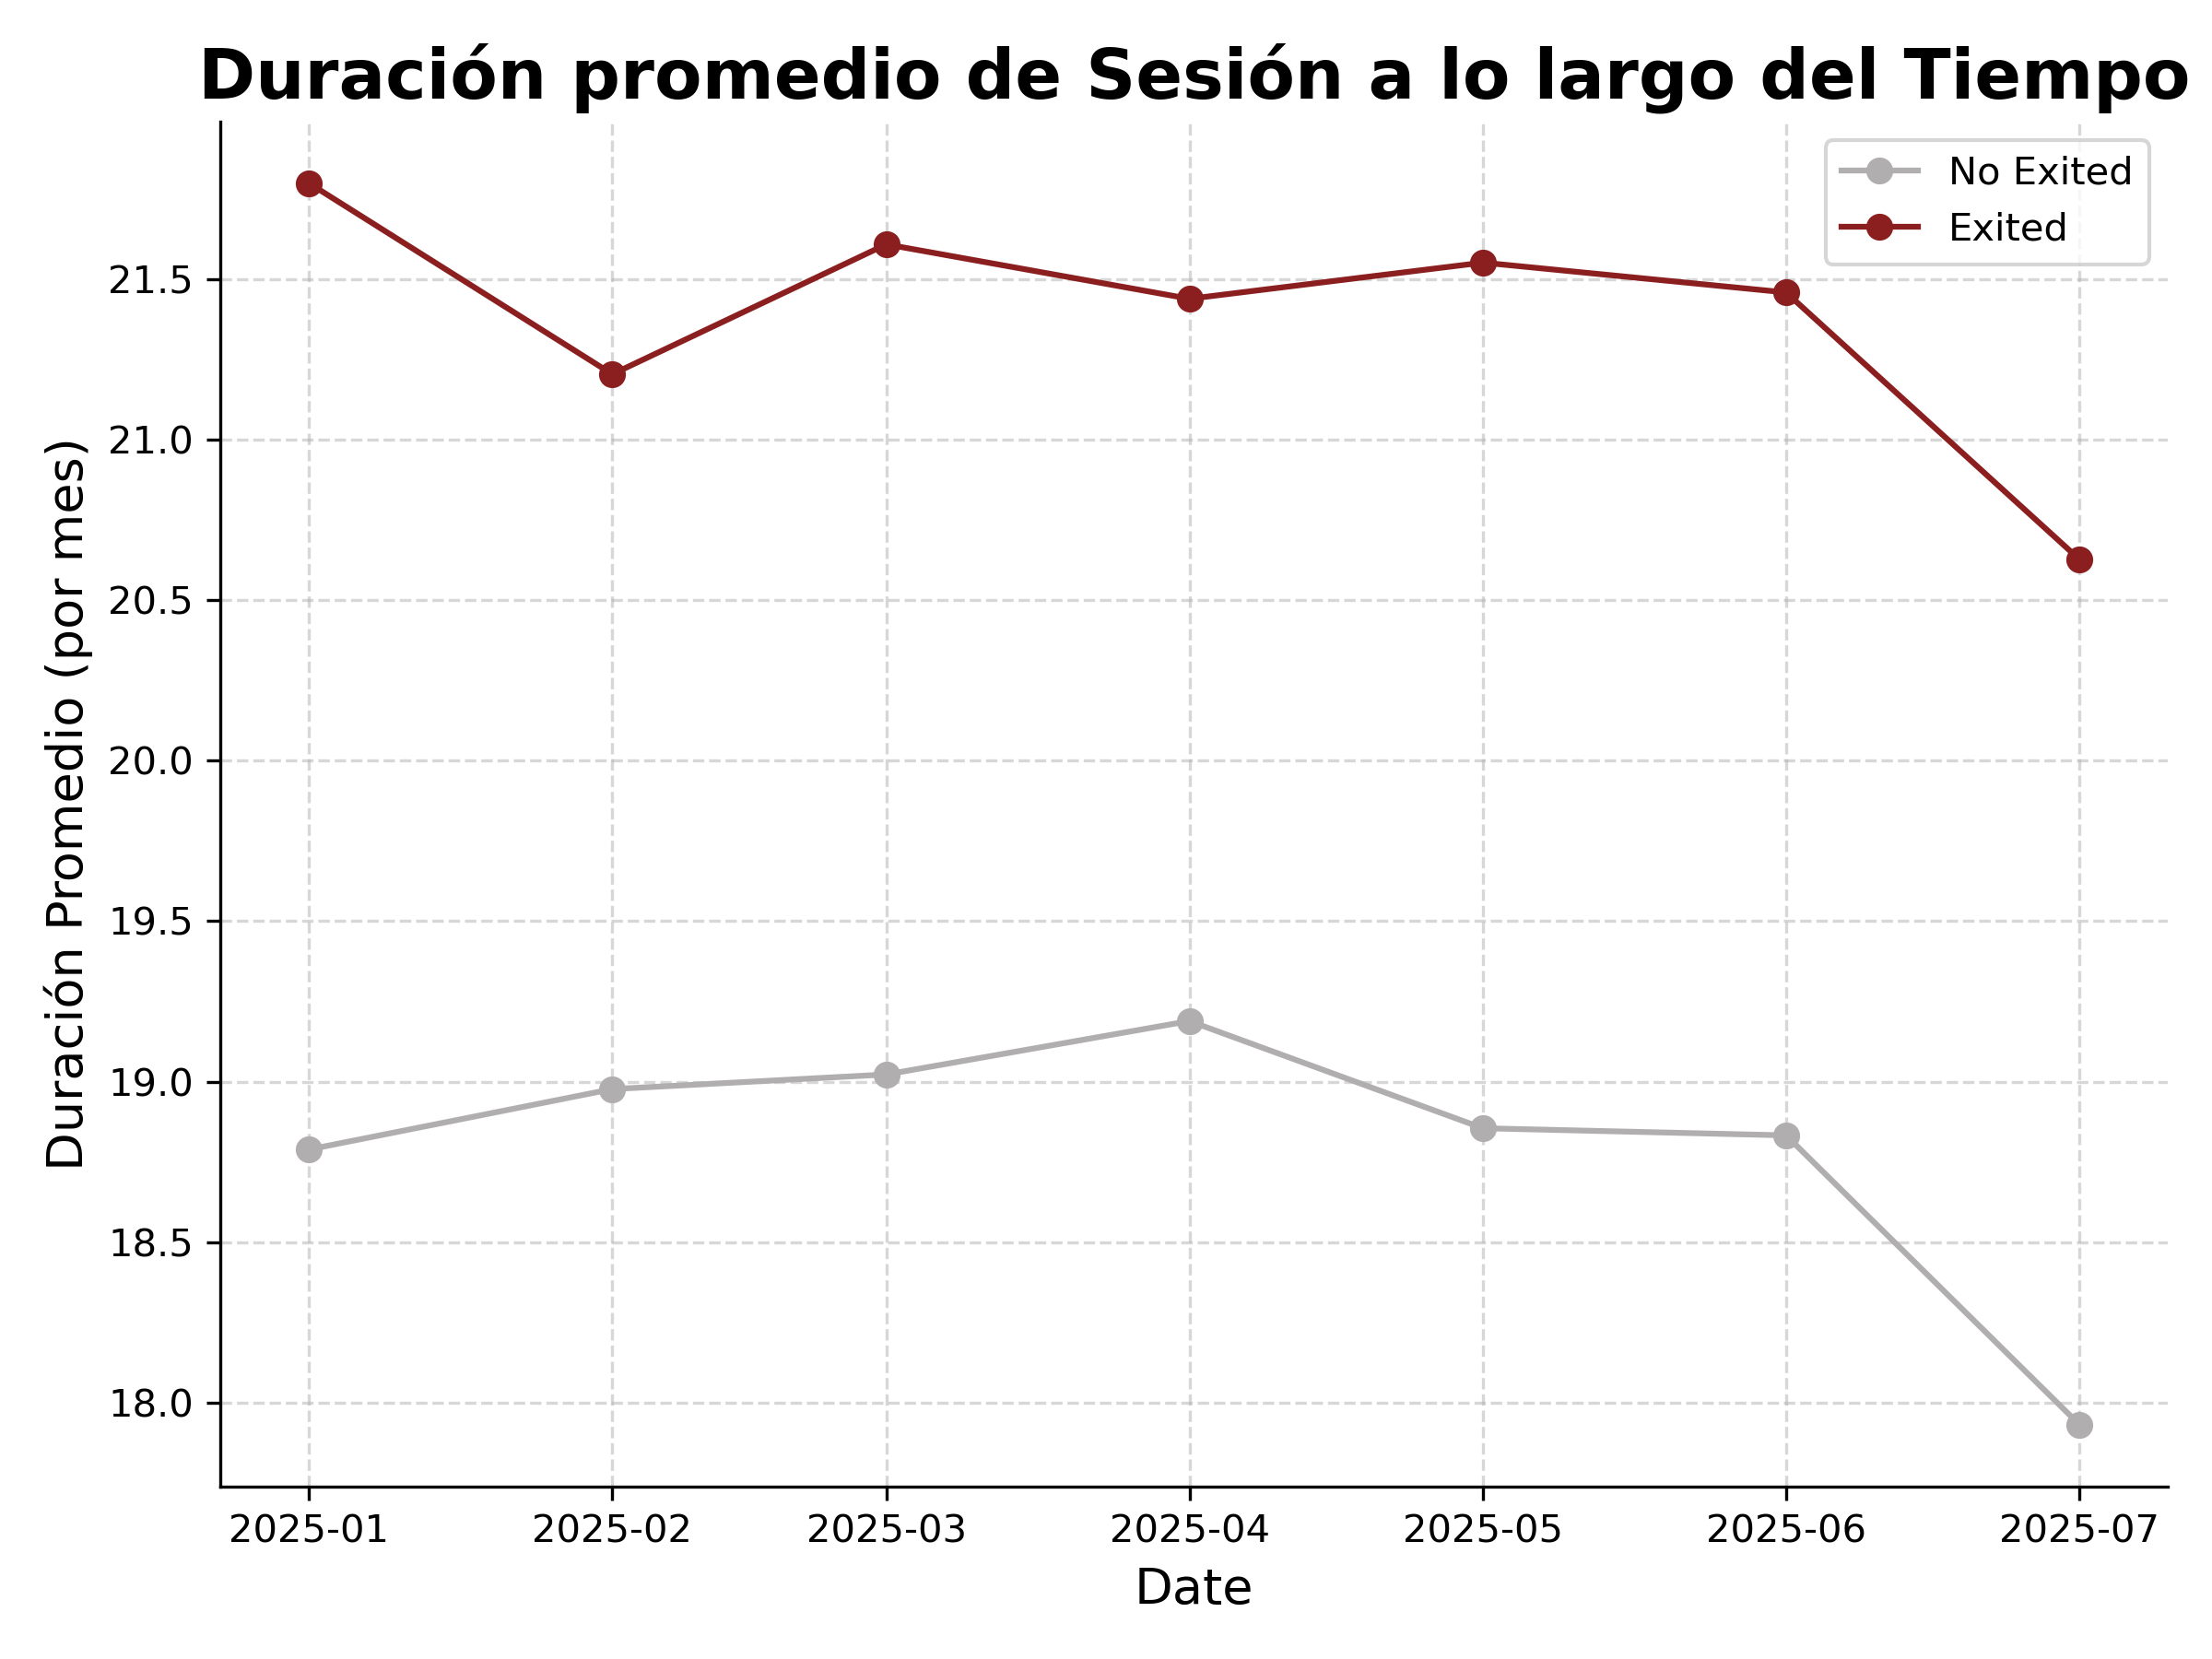 Duración promedio de Sesión a lo largo del Tiempo
No Exited
Exited
Duración Promedio (por mes)
21.5
21.0
20.5
20.0
19.5
19.0
18.5
18.0
2025-01 2025-02 2025-03 2025-04 2025-05 2025-06 2025-07
Date